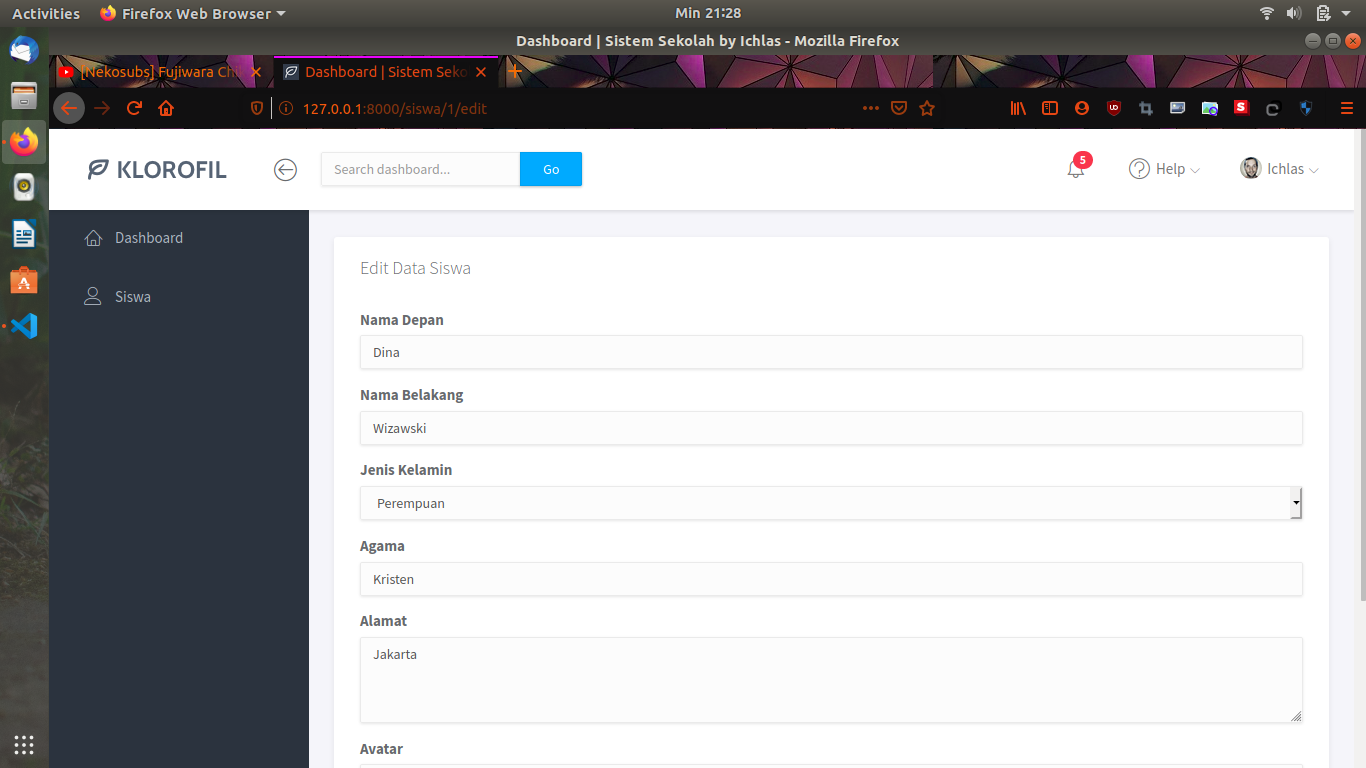 Activities Firefox Web Browser Min 21:28
Dashboard | Sistem Sekolah by Ichlas - Mozilla Firefox
[Nekosubs] Fujiwara Chi Dashboard | Sistem Seko
127.0.0.1:8000/siswa/1/edit
KLOROFIL Search dashboard... Go 5 Help Ichlas
Dashboard
Siswa
Edit Data Siswa
Nama Depan
Dina
Nama Belakang
Wizawski
Jenis Kelamin
Perempuan
Agama
Kristen
Alamat
Jakarta
Avatar